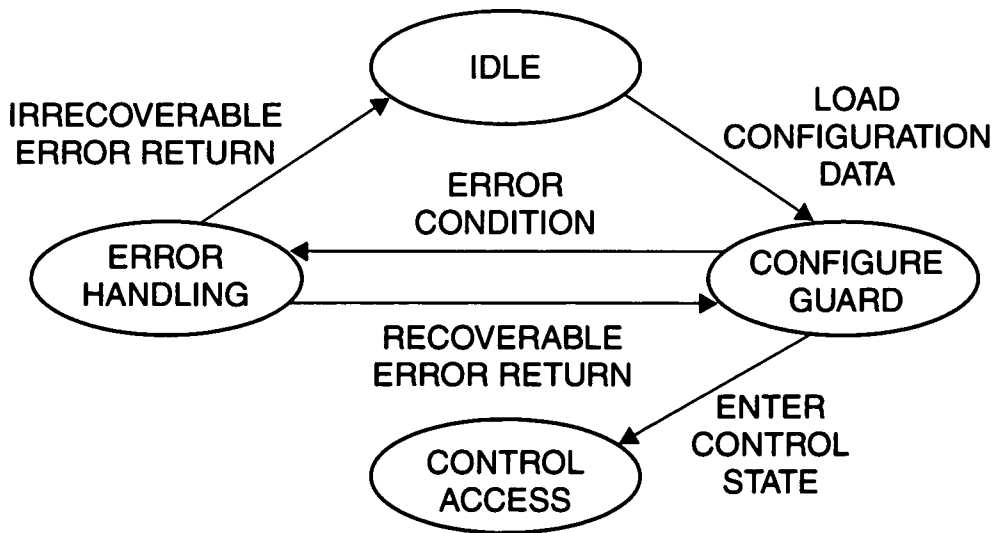 IDLE
IRRECOVERABLE
ERROR RETURN
LOAD
CONFIGURATION
DATA
ERROR
CONDITION
ERROR
HANDLING
CONFIGURE
GUARD
RECOVERABLE
ERROR RETURN
ENTER
CONTROL
STATE
CONTROL
ACCESS